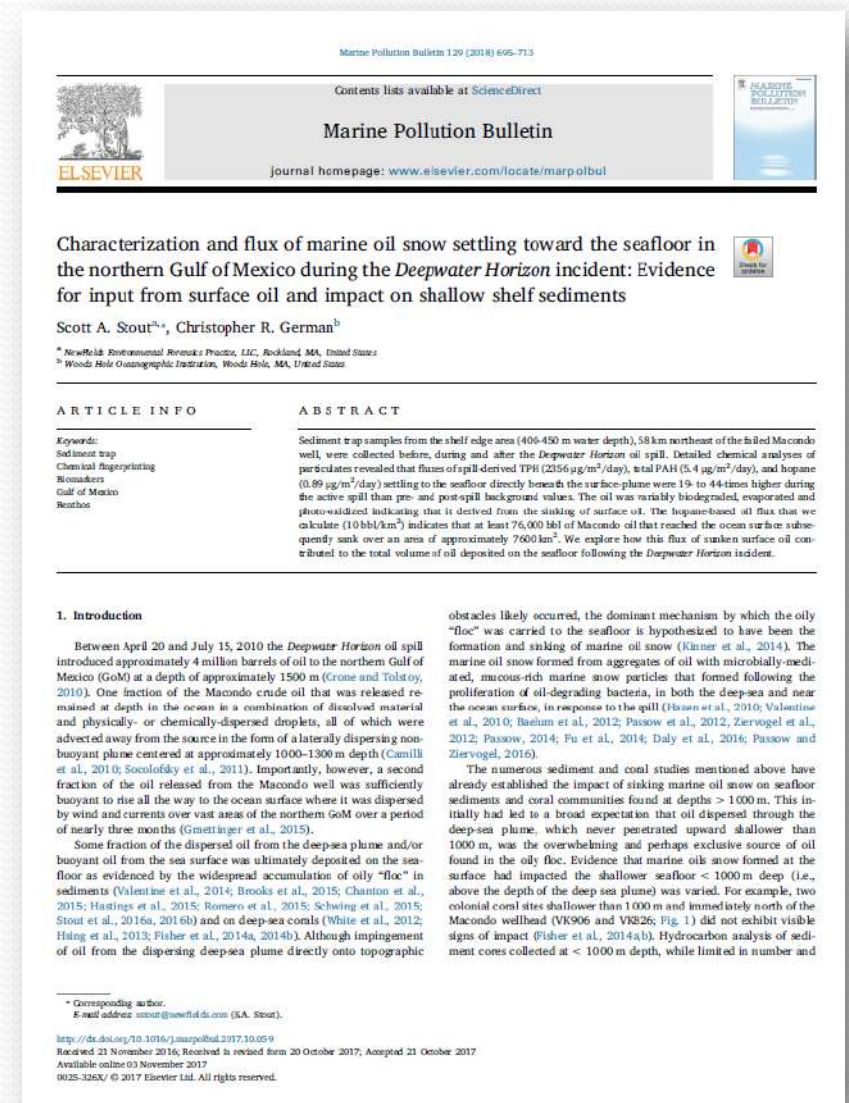 Marine Pollution Bulletin 129 (2018) 695–713
ELSEVIER
Contents lists available at ScienceDirect
Marine Pollution Bulletin
journal homepage: www.elsevier.com/locate/marpolbul
MARINE
POLLUTION
BULLETIN
Characterization and flux of marine oil snow settling toward the seafloor in
the northern Gulf of Mexico during the Deepwater Horizon incident: Evidence
for input from surface oil and impact on shallow shelf sediments
Check for
updates
Scott A. Stoutᵃ,*, Christopher R. Germanᵇ
ᵃ NewFields Environmental Forensics Practice, LLC, Rockland, MA, United States
ᵇ Woods Hole Oceanographic Institution, Woods Hole, MA, United States
ARTICLE INFO
Keywords:
Sediment trap
Chemical fingerprinting
Biomarkers
Gulf of Mexico
Benthos
ABSTRACT
Sediment trap samples from the shelf edge area (400-450 m water depth), 58 km northeast of the failed Macondo
well, were collected before, during and after the Deepwater Horizon oil spill. Detailed chemical analyses of
particulates revealed that fluxes of spill-derived TPH (2356 μg/m²/day), total PAH (5.4 μg/m²/day), and hopane
(0.89 μg/m²/day) settling to the seafloor directly beneath the surface-plume were 19- to 44-times higher during
the active spill than pre- and post-spill background values. The oil was variably biodegraded, evaporated and
photo-oxidized indicating that it derived from the sinking of surface oil. The hopane-based oil flux that we
calculate (10 bbl/km²) indicates that at least 76,000 bbl of Macondo oil that reached the ocean surface subse-
quently sank over an area of approximately 7600 km². We explore how this flux of sunken surface oil con-
tributed to the total volume of oil deposited on the seafloor following the Deepwater Horizon incident.
1. Introduction
Between April 20 and July 15, 2010 the Deepwater Horizon oil spill
introduced approximately 4 million barrels of oil to the northern Gulf of
Mexico (GoM) at a depth of approximately 1500 m (Crone and Tolstoy,
2010). One fraction of the Macondo crude oil that was released re-
mained at depth in the ocean in a combination of dissolved material
and physically- or chemically-dispersed droplets, all of which were
advected away from the source in the form of a laterally dispersing non-
buoyant plume centered at approximately 1000–1300 m depth (Camilli
et al., 2010; Socolofsky et al., 2011). Importantly, however, a second
fraction of the oil released from the Macondo well was sufficiently
buoyant to rise all the way to the ocean surface where it was dispersed
by wind and currents over vast areas of the northern GoM over a period
of nearly three months (Graettinger et al., 2015).
Some fraction of the dispersed oil from the deep-sea plume and/or
buoyant oil from the sea surface was ultimately deposited on the sea-
floor as evidenced by the widespread accumulation of oily “floc” in
sediments (Valentine et al., 2014; Brooks et al., 2015; Chanton et al.,
2015; Hastings et al., 2015; Romero et al., 2015; Schwing et al., 2015;
Stout et al., 2016a, 2016b) and on deep-sea corals (White et al., 2012;
Hsing et al., 2013; Fisher et al., 2014a, 2014b). Although impingement
of oil from the dispersing deep-sea plume directly onto topographic
obstacles likely occurred, the dominant mechanism by which the oily
“floc” was carried to the seafloor is hypothesized to have been the
formation and sinking of marine oil snow (Kinner et al., 2014). The
marine oil snow formed from aggregates of oil with microbially-medi-
ated, mucous-rich marine snow particles that formed following the
proliferation of oil-degrading bacteria, in both the deep-sea and near
the ocean surface, in response to the spill (Hazen et al., 2010; Valentine
et al., 2010; Baelum et al., 2012; Passow et al., 2012, Ziervogel et al.,
2012; Passow, 2014; Fu et al., 2014; Daly et al., 2016; Passow and
Ziervogel, 2016).
The numerous sediment and coral studies mentioned above have
already established the impact of sinking marine oil snow on seafloor
sediments and coral communities found at depths > 1000 m. This in-
itially had led to a broad expectation that oil dispersed through the
deep-sea plume, which never penetrated upward shallower than
1000 m, was the overwhelming and perhaps exclusive source of oil
found in the oily floc. Evidence that marine oils snow formed at the
surface had impacted the shallower seafloor < 1000 m deep (i.e.,
above the depth of the deep sea plume) was varied. For example, two
colonial coral sites shallower than 1000 m and immediately north of the
Macondo wellhead (VK906 and VK826; Fig. 1) did not exhibit visible
signs of impact (Fisher et al., 2014a,b). Hydrocarbon analysis of sedi-
ment cores collected at < 1000 m depth, while limited in number and
* Corresponding author.
E-mail address: sstout@newfields.com (S.A. Stout).
http://dx.doi.org/10.1016/j.marpolbul.2017.10.059
Received 21 November 2016; Received in revised form 20 October 2017; Accepted 21 October 2017
Available online 03 November 2017
0025-326X/ © 2017 Elsevier Ltd. All rights reserved.